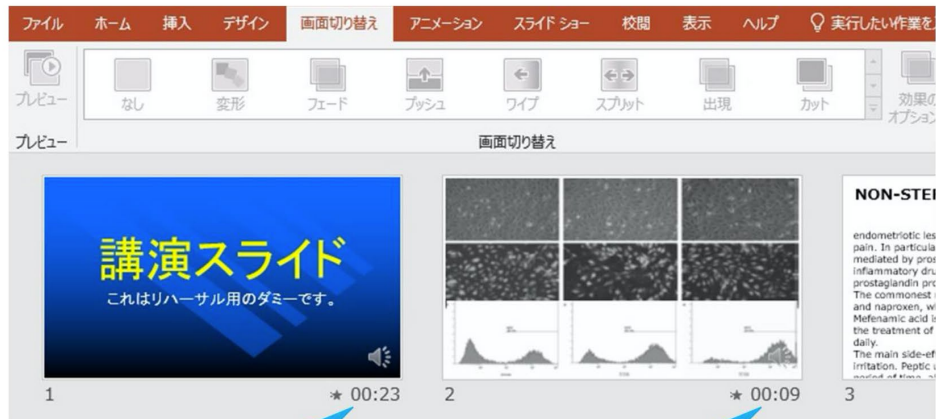 ファイル ホーム 挿入 デザイン 画面切り替え アニメーション スライド ショー 校閲 表示 ヘルプ 実行したい作業を
プレビュー なし 変形 フェード プッシュ ワイプ スプリット 出現 カット 効果の
オプション
プレビュー 画面切り替え
講演スライド
これはリハーサル用のダミーです。
NON-STE
endometriotic les
pain. In particula
mediated by pros
inflammatory dru
prostaglandin pro
The commonest
and naproxen, wi
Mefenamic acid is
the treatment of
daily.
The main side-ef
irritation. Peptic
1 00:23 2 00:09 3